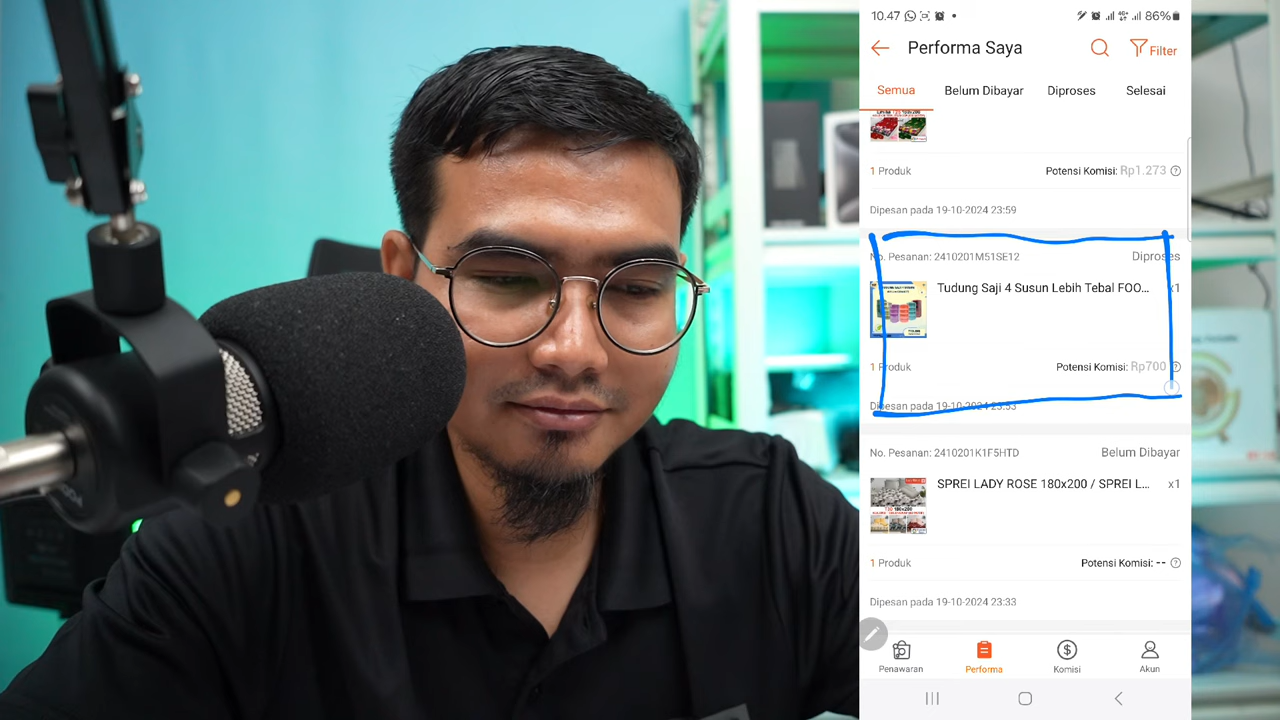 10.47
86%
Performa Saya
Filter
Semua
Belum Dibayar
Diproses
Selesai
1 Produk
Potensi Komisi: Rp1.273
Dipesan pada 19-10-2024 23:59
No. Pesanan: 2410201M51SE12
Diproses
Tudung Saji 4 Susun Lebih Tebal FOO...
x1
1 Produk
Potensi Komisi: Rp700
Dipesan pada 19-10-2024 23:53
No. Pesanan: 2410201K1F5HTD
Belum Dibayar
SPREI LADY ROSE 180x200 / SPREI L...
x1
1 Produk
Potensi Komisi: --
Dipesan pada 19-10-2024 23:33
Penawaran
Performa
Komisi
Akun